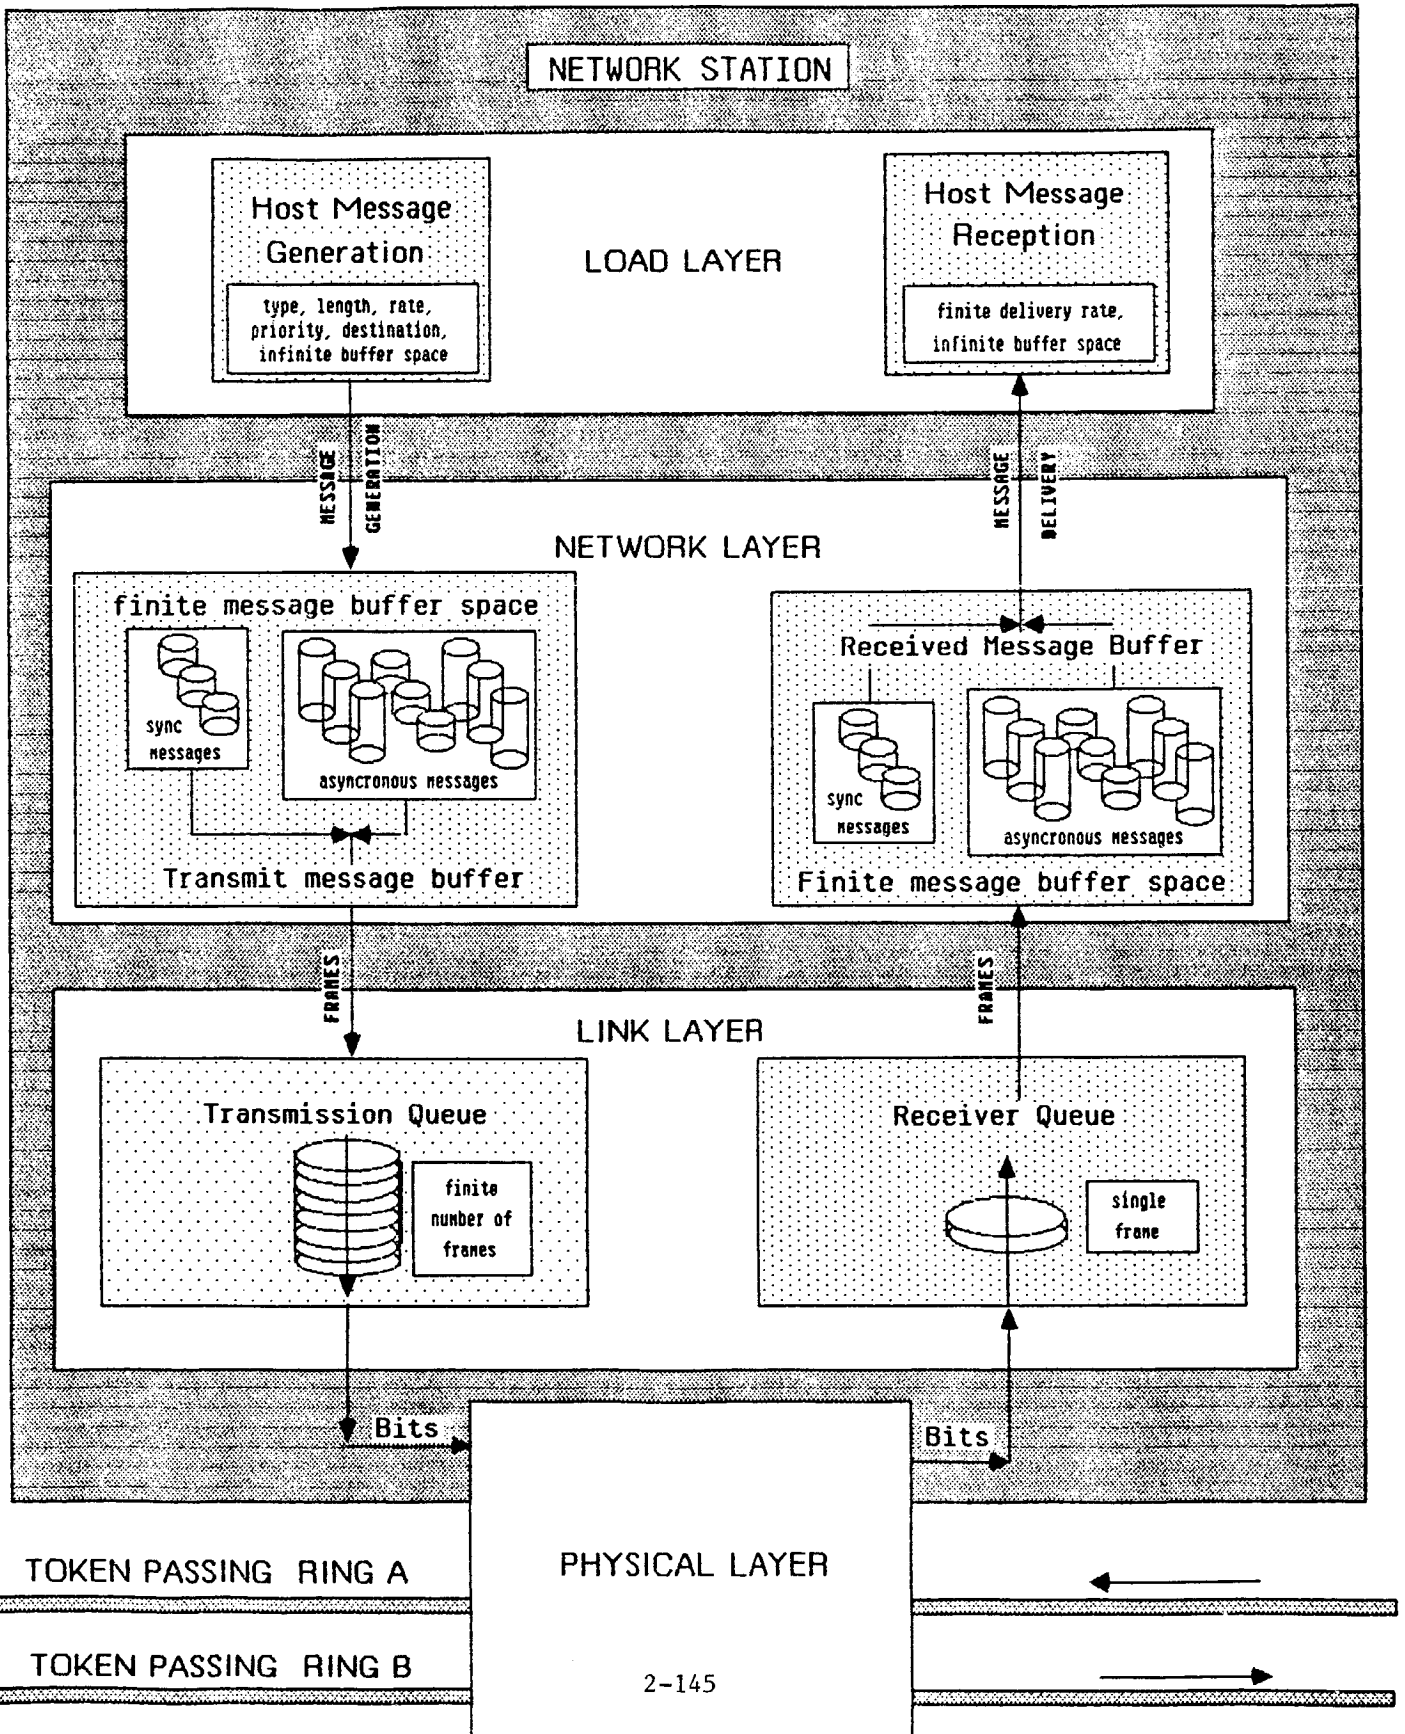 NETWORK STATION
Host Message
Generation
type, length, rate,
priority, destination,
infinite buffer space
LOAD LAYER
Host Message
Reception
finite delivery rate,
infinite buffer space
MESSAGE
GENERATION
MESSAGE
DELIVERY
NETWORK LAYER
finite message buffer space
sync
messages
asyncronous messages
Transmit message buffer
Received Message Buffer
sync
messages
asyncronous messages
Finite message buffer space
FRAMES
FRAMES
LINK LAYER
Transmission Queue
finite
number of
frames
Receiver Queue
single
frame
Bits
Bits
PHYSICAL LAYER
TOKEN PASSING RING A
TOKEN PASSING RING B
2-145